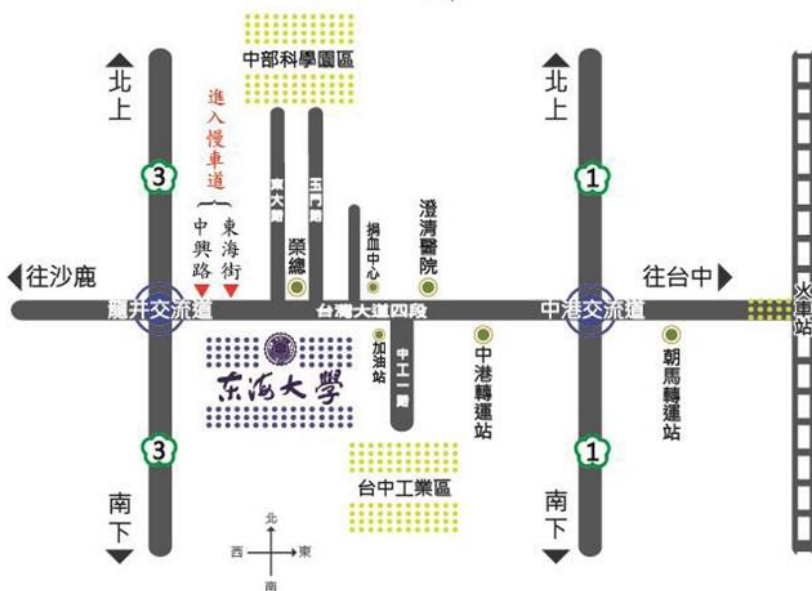 中部科學園區
北上
北上
進入慢車道
3
1
中興路
東海街
東大路
玉門路
榮總
捐血中心
澄清醫院
往沙鹿
往台中
龍井交流道
台灣大道四段
中港交流道
火車站
東海大學
加油站
中工一路
中港轉運站
朝馬轉運站
3
1
台中工業區
南下
南下
北
西
東
南